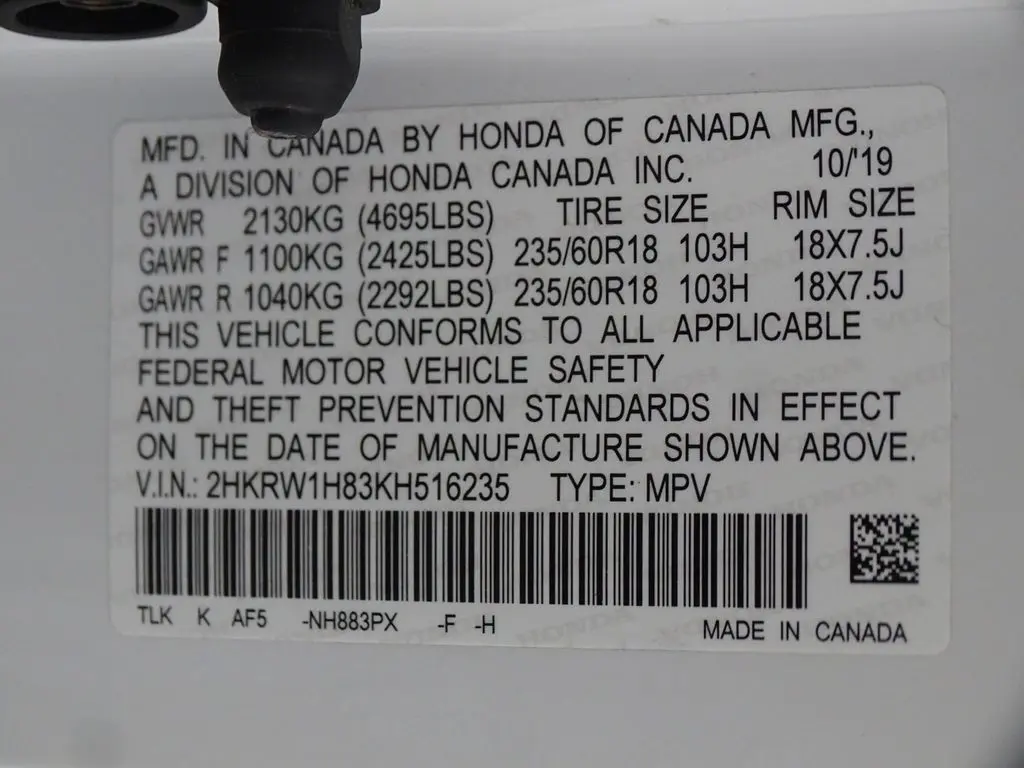 MFD. IN CANADA BY HONDA OF CANADA MFG.,
A DIVISION OF HONDA CANADA INC. 10/'19
GVWR 2130KG (4695LBS) TIRE SIZE RIM SIZE
GAWR F 1100KG (2425LBS) 235/60R18 103H 18X7.5J
GAWR R 1040KG (2292LBS) 235/60R18 103H 18X7.5J
THIS VEHICLE CONFORMS TO ALL APPLICABLE
FEDERAL MOTOR VEHICLE SAFETY
AND THEFT PREVENTION STANDARDS IN EFFECT
ON THE DATE OF MANUFACTURE SHOWN ABOVE.
V.I.N.: 2HKRW1H83KH516235 TYPE: MPV
TLK K AF5 -NH883PX -F -H
MADE IN CANADA